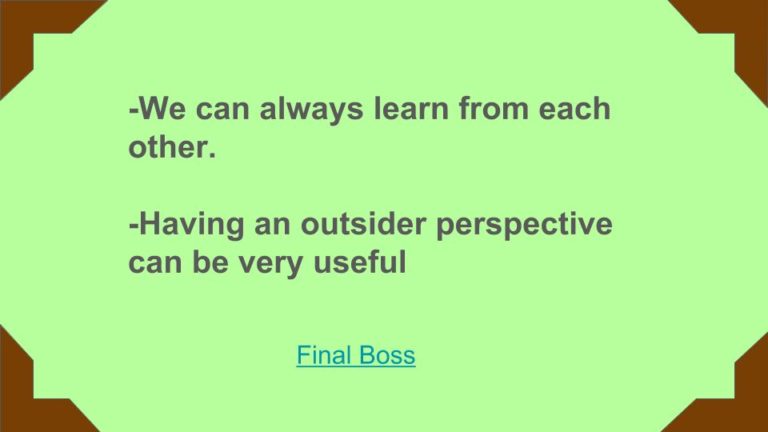 -We can always learn from each
other.
-Having an outsider perspective
can be very useful
Final Boss